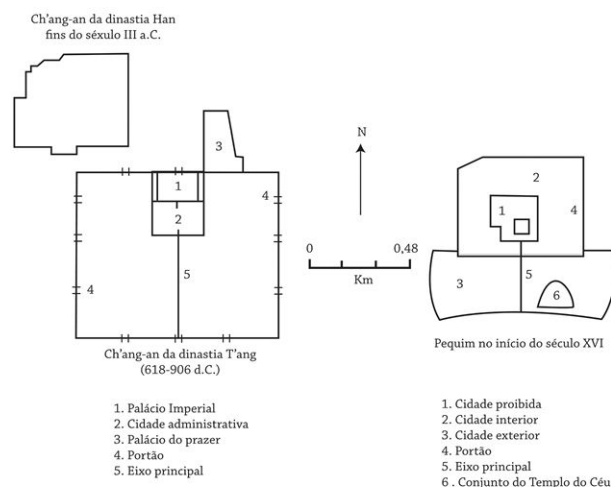 Ch'ang-an da dinastia Han
fins do séxulo III a.C.
3
1
4
2
5
4
Ch'ang-an da dinastia T'ang
(618-906 d.C.)
1. Palácio Imperial
2. Cidade administrativa
3. Palácio do prazer
4. Portão
5. Eixo principal
N
0
0,48
Km
2
1
4
3
5
6
Pequim no início do século XVI
1. Cidade proibida
2. Cidade interior
3. Cidade exterior
4. Portão
5. Eixo principal
6 . Conjunto do Templo do Céu